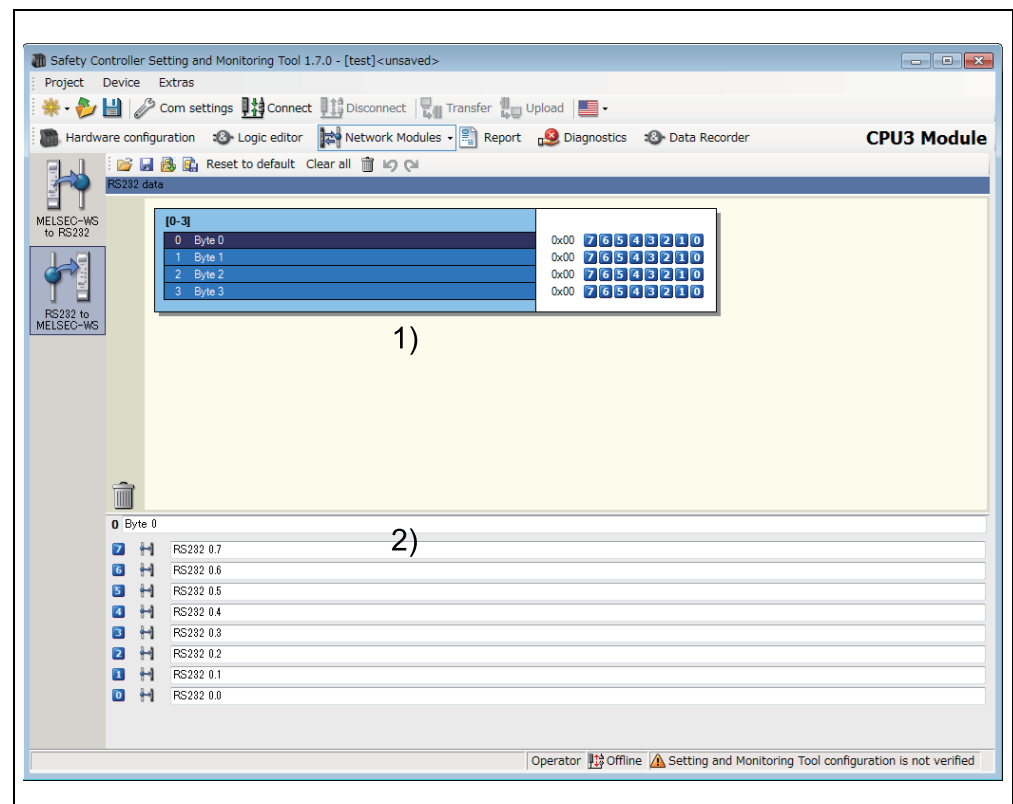 Safety Controller Setting and Monitoring Tool 1.7.0 - [test]<unsaved>
Project Device Extras
Com settings Connect Disconnect Transfer Upload
Hardware configuration Logic editor Network Modules Report Diagnostics Data Recorder CPU3 Module
Reset to default Clear all
RS232 data
MELSEC-WS
to RS232
RS232 to
MELSEC-WS
[0-3]
0 Byte 0 0x00 7 6 5 4 3 2 1 0
1 Byte 1 0x00 7 6 5 4 3 2 1 0
2 Byte 2 0x00 7 6 5 4 3 2 1 0
3 Byte 3 0x00 7 6 5 4 3 2 1 0
1)
0 Byte 0
2)
7 RS232 0.7
6 RS232 0.6
5 RS232 0.5
4 RS232 0.4
3 RS232 0.3
2 RS232 0.2
1 RS232 0.1
0 RS232 0.0
Operator Offline Setting and Monitoring Tool configuration is not verified